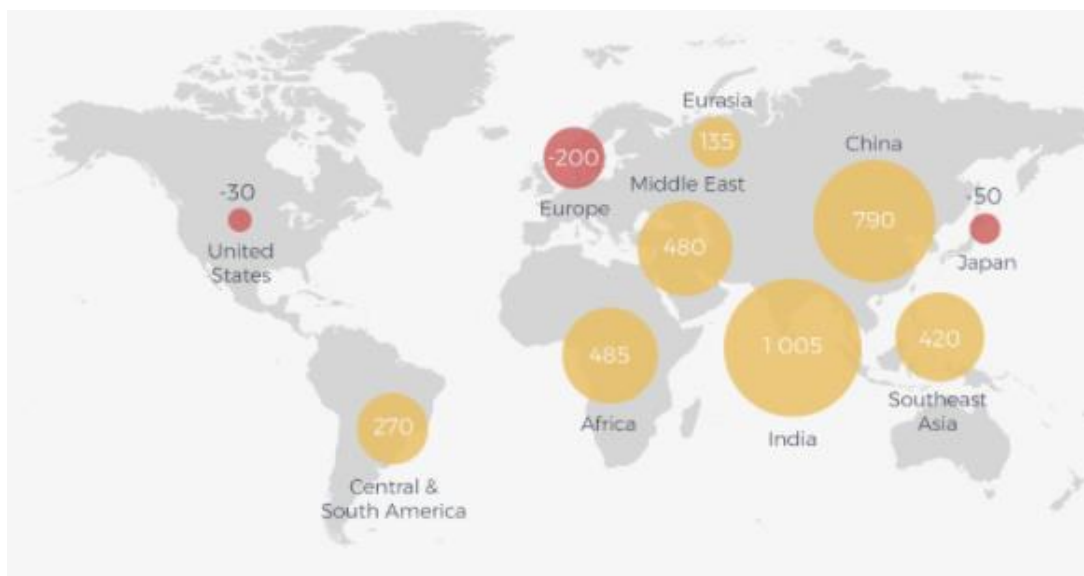 Eurasia
135
China
-200
Middle East
-30
-50
Europe
790
United
States
480
Japan
485
1 005
420
Southeast
Asia
Africa
India
270
Central &
South America